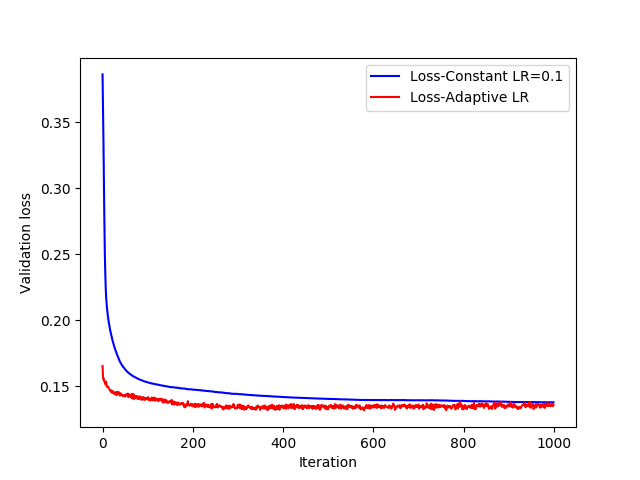 Loss-Constant LR=0.1
Loss-Adaptive LR
0.35
0.30
0.25
0.20
0.15
Validation loss
0 200 400 600 800 1000
Iteration